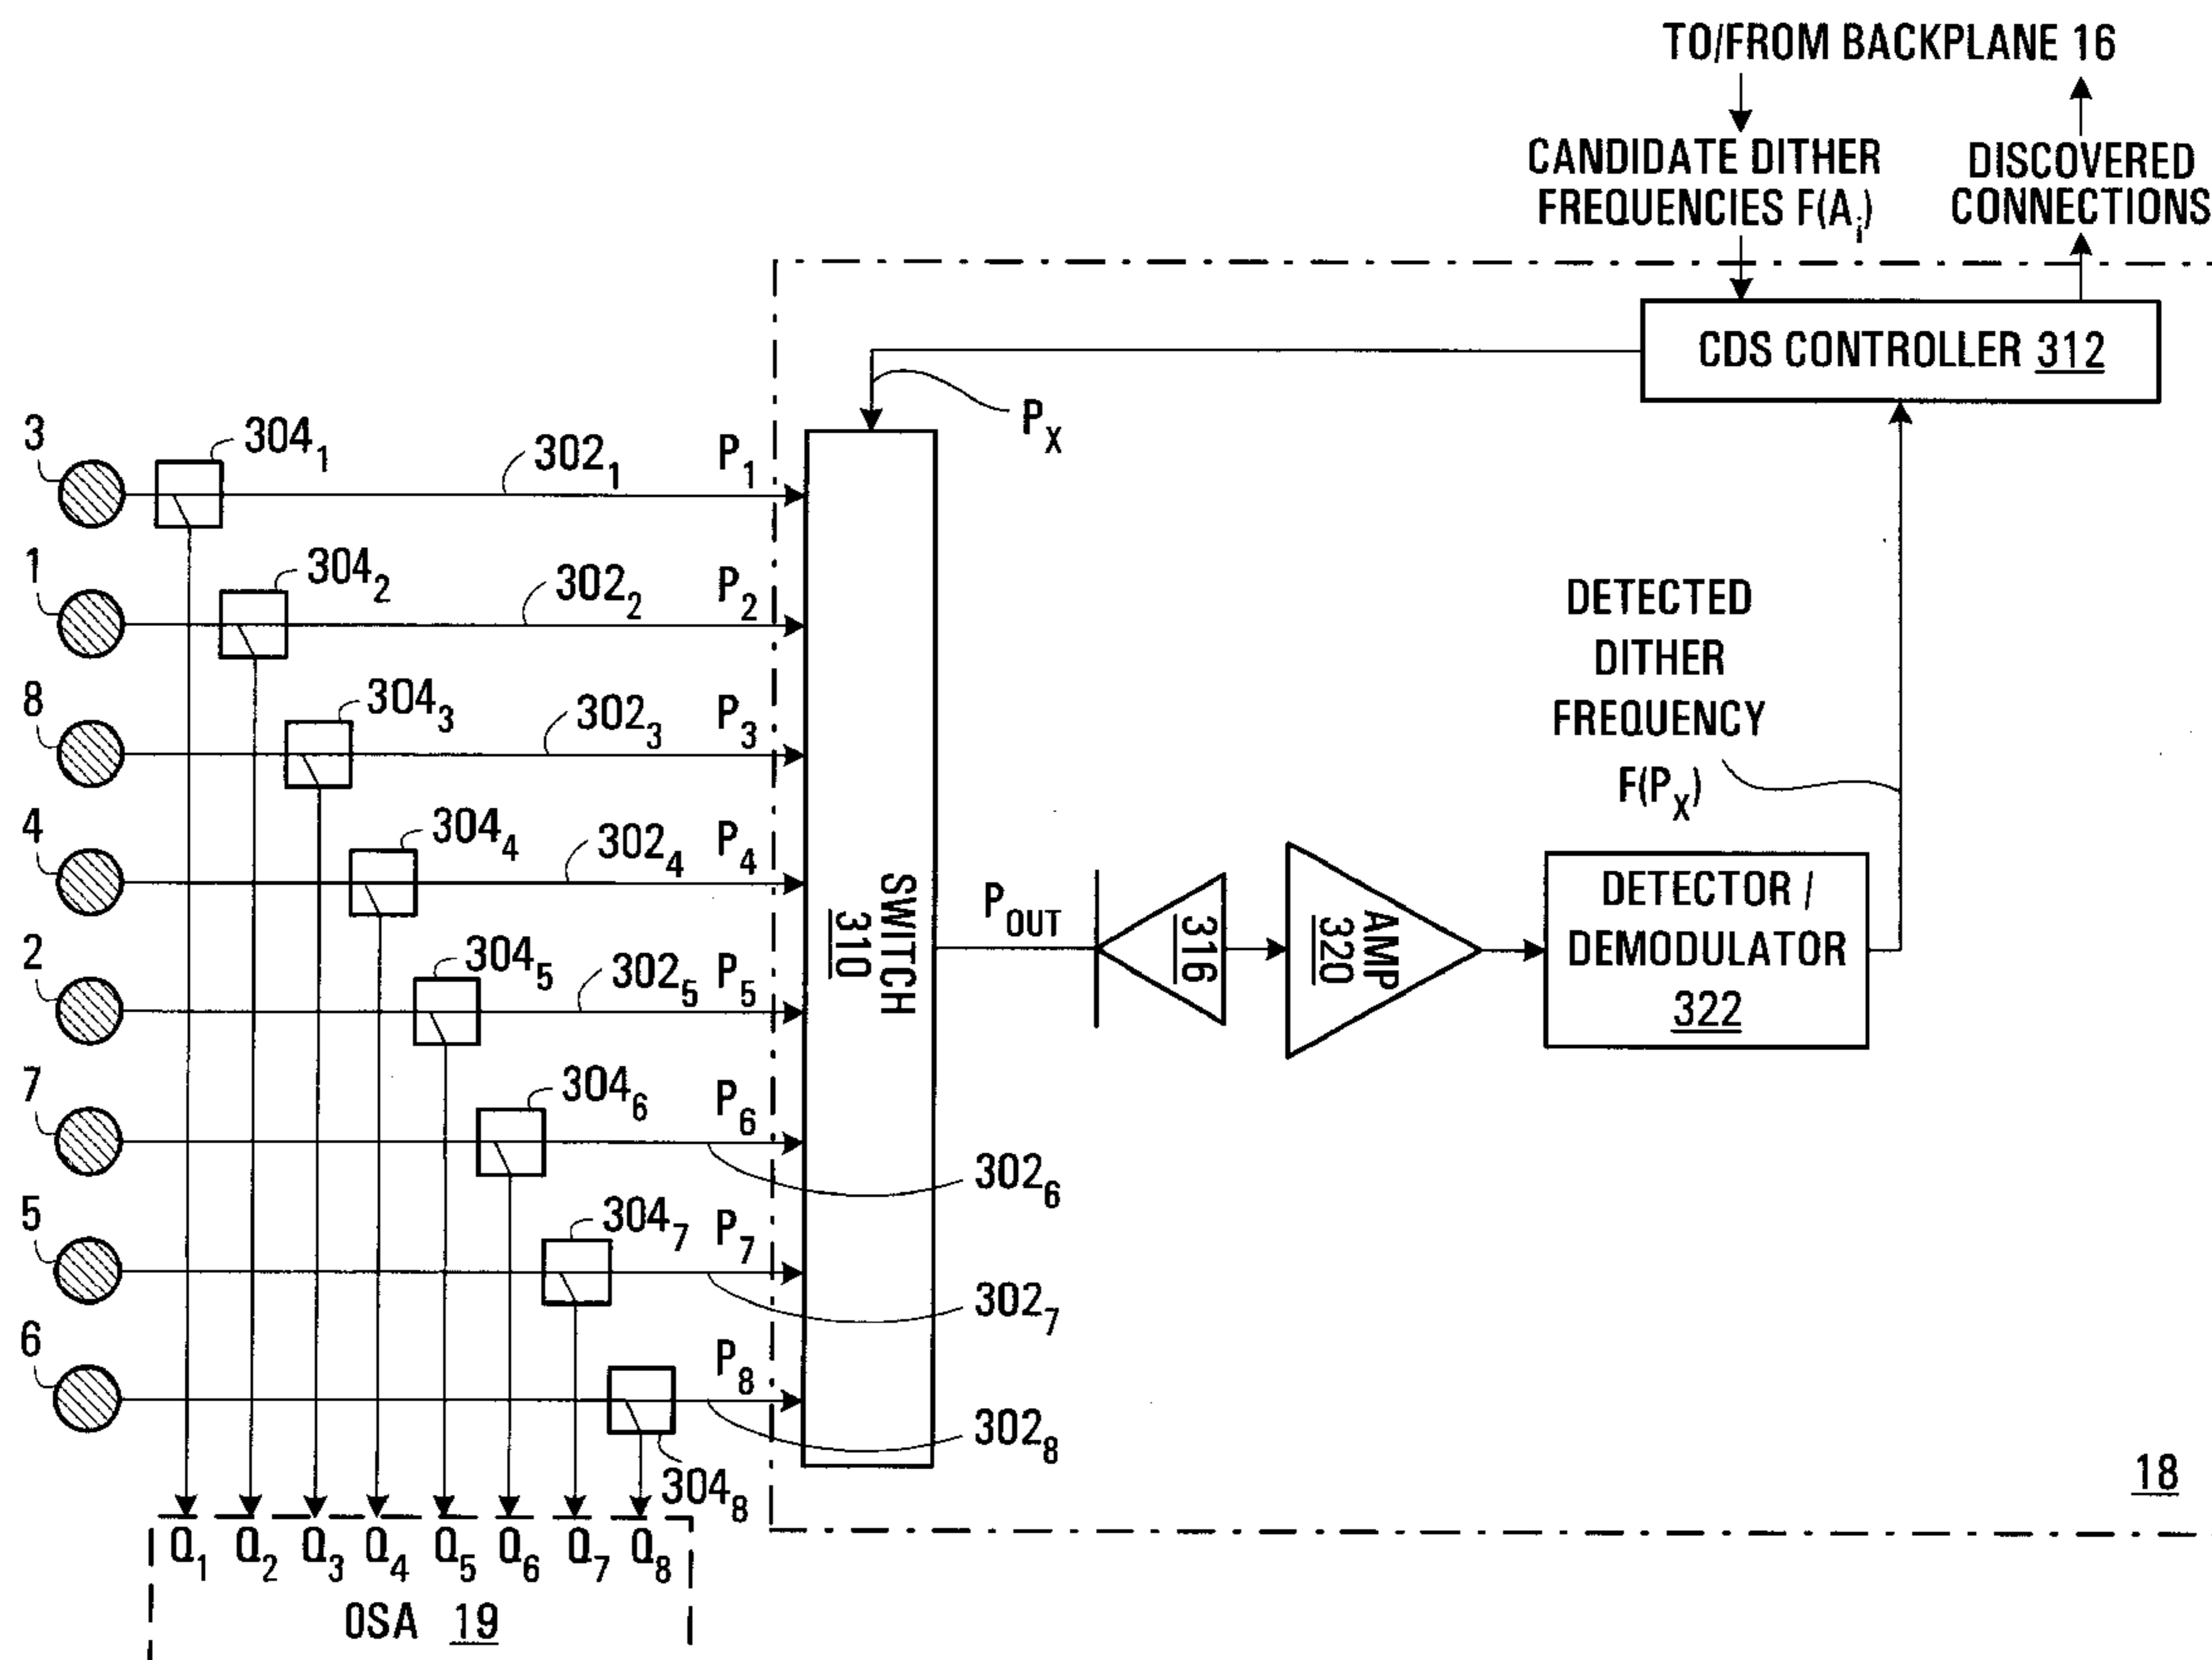 TO/FROM BACKPLANE 16
CANDIDATE DITHER
FREQUENCIES F(Ai)
DISCOVERED
CONNECTIONS
CDS CONTROLLER 312
PX
3
3041
3021
P1
1
3042
3022
P2
8
3043
3023
P3
4
3044
3024
P4
2
3045
3025
P5
7
3046
P6
3026
5
3047
P7
3027
6
3048
P8
3028
SWITCH
310
POUT
316
AMP
320
DETECTOR /
DEMODULATOR
322
DETECTED
DITHER
FREQUENCY
F(PX)
18
Q1 Q2 Q3 Q4 Q5 Q6 Q7 Q8
OSA 19